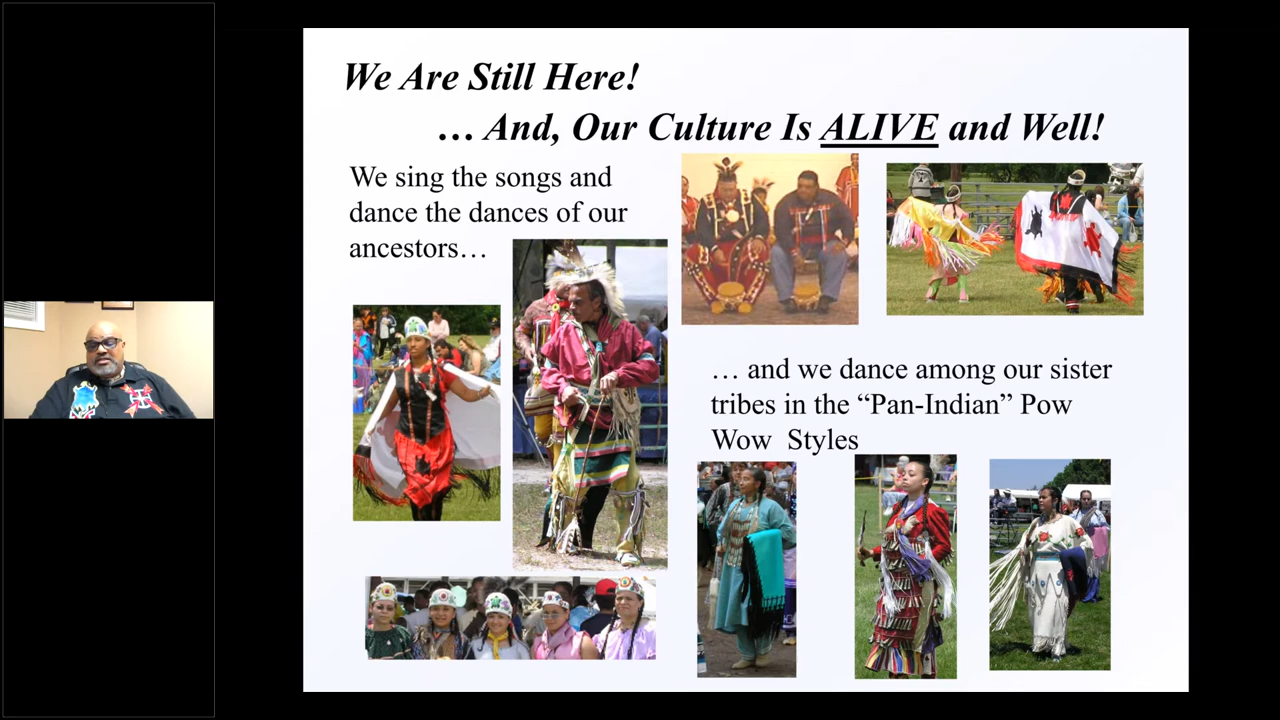 We Are Still Here!
… And, Our Culture Is ALIVE and Well!
We sing the songs and
dance the dances of our
ancestors…
… and we dance among our sister
tribes in the “Pan-Indian” Pow
Wow Styles